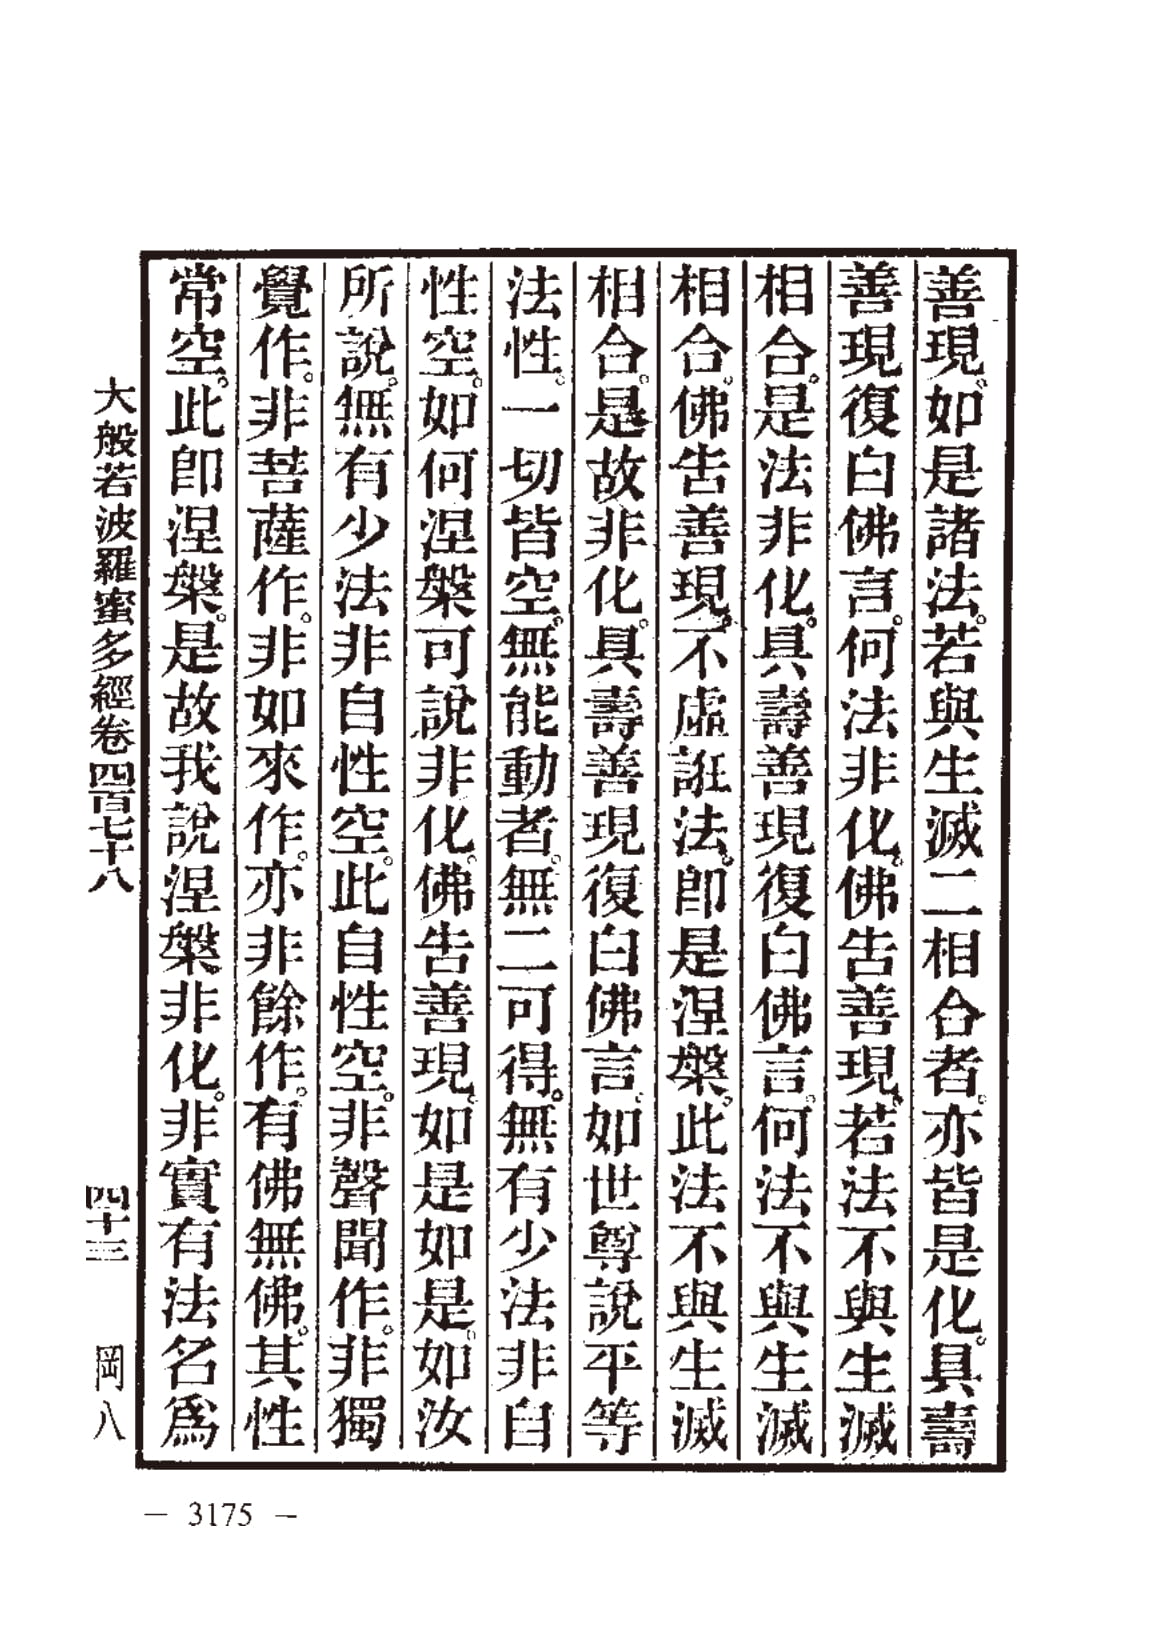 善現。如是諸法。若與生滅二相合者。亦皆是化。具壽
善現復白佛言。何法非化。佛告善現。若法不與生滅
相合。是法非化。具壽善現復白佛言。何法不與生滅
相合。佛告善現。不虛誑法。卽是涅槃。此法不與生滅
相合。是故非化。具壽善現復白佛言。如世尊說平等
法性。一切皆空。無能動者。無二可得。無有少法非自
性空。如何涅槃可說非化。佛告善現。如是如是。如汝
所說。無有少法非自性空。此自性空。非聲聞作。非獨
覺作。非菩薩作。非如來作。亦非餘作。有佛無佛。其性
常空。此卽涅槃。是故我說涅槃非化。非實有法名爲
大般若波羅蜜多經卷四百七十八 四十三 岡八
— 3175 —